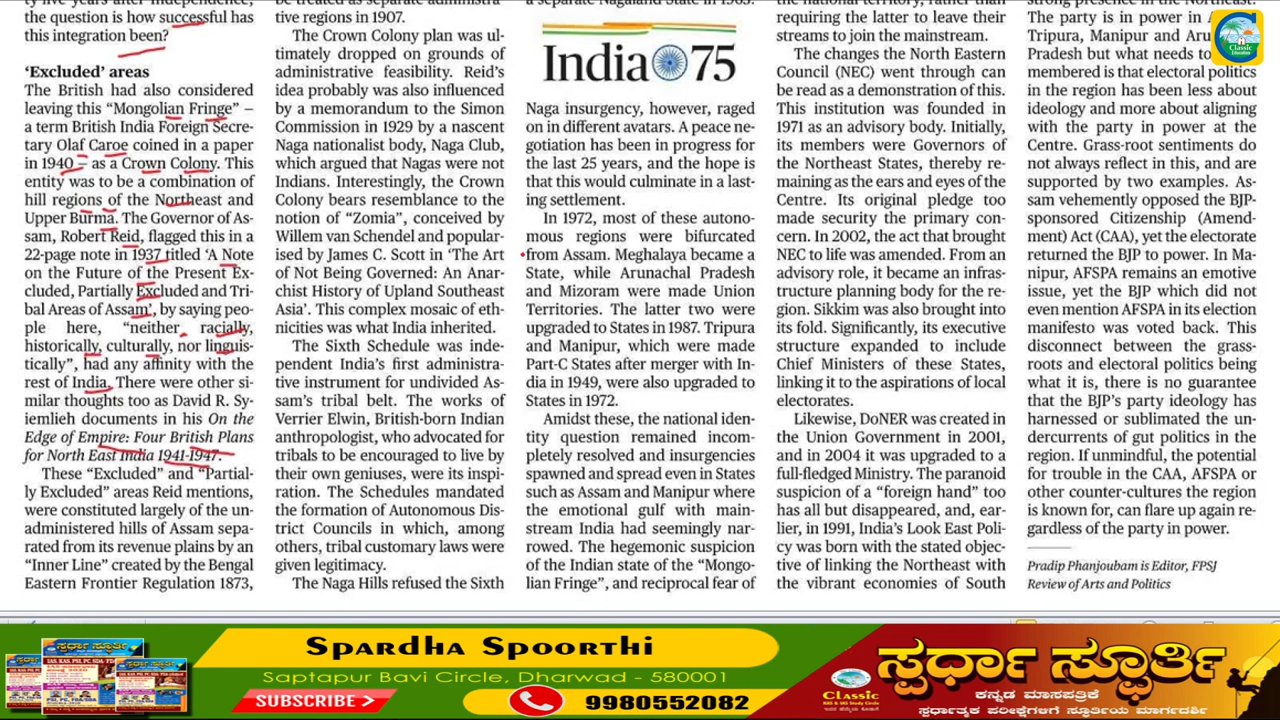 ty-five years after independence,
the question is how successful has
this integration been?
‘Excluded’ areas
The British had also considered
leaving this “Mongolian Fringe” –
a term British India Foreign Secre-
tary Olaf Caroe coined in a paper
in 1940 – as a Crown Colony. This
entity was to be a combination of
hill regions of the Northeast and
Upper Burma. The Governor of As-
sam, Robert Reid, flagged this in a
22-page note in 1937 titled ‘A Note
on the Future of the Present Ex-
cluded, Partially Excluded and Tri-
bal Areas of Assam’, by saying peo-
ple here, “neither racially,
historically, culturally, nor linguis-
tically”, had any affinity with the
rest of India. There were other si-
milar thoughts too as David R. Sy-
iemlieh documents in his On the
Edge of Empire: Four British Plans
for North East India 1941-1947.
These “Excluded” and “Partial-
ly Excluded” areas Reid mentions,
were constituted largely of the un-
administered hills of Assam sepa-
rated from its revenue plains by an
“Inner Line” created by the Bengal
Eastern Frontier Regulation 1873,
be treated as separate administra-
tive regions in 1907.
The Crown Colony plan was ul-
timately dropped on grounds of
administrative feasibility. Reid's
idea probably was also influenced
by a memorandum to the Simon
Commission in 1929 by a nascent
Naga nationalist body, Naga Club,
which argued that Nagas were not
Indians. Interestingly, the Crown
Colony bears resemblance to the
notion of “Zomia”, conceived by
Willem van Schendel and popular-
ised by James C. Scott in ‘The Art
of Not Being Governed: An Anar-
chist History of Upland Southeast
Asia’. This complex mosaic of eth-
nicities was what India inherited.
The Sixth Schedule was inde-
pendent India's first administra-
tive instrument for undivided As-
sam's tribal belt. The works of
Verrier Elwin, British-born Indian
anthropologist, who advocated for
tribals to be encouraged to live by
their own geniuses, were its inspi-
ration. The Schedules mandated
the formation of Autonomous Dis-
trict Councils in which, among
others, tribal customary laws were
given legitimacy.
The Naga Hills refused the Sixth
a separate Nagaland State in 1963.
India 75
Naga insurgency, however, raged
on in different avatars. A peace ne-
gotiation has been in progress for
the last 25 years, and the hope is
that this would culminate in a last-
ing settlement.
In 1972, most of these autono-
mous regions were bifurcated
from Assam. Meghalaya became a
State, while Arunachal Pradesh
and Mizoram were made Union
Territories. The latter two were
upgraded to States in 1987. Tripura
and Manipur, which were made
Part-C States after merger with In-
dia in 1949, were also upgraded to
States in 1972.
Amidst these, the national iden-
tity question remained incom-
pletely resolved and insurgencies
spawned and spread even in States
such as Assam and Manipur where
the emotional gulf with main-
stream India had seemingly nar-
rowed. The hegemonic suspicion
of the Indian state of the “Mongo-
lian Fringe”, and reciprocal fear of
the national territory, rather than
requiring the latter to leave their
streams to join the mainstream.
The changes the North Eastern
Council (NEC) went through can
be read as a demonstration of this.
This institution was founded in
1971 as an advisory body. Initially,
its members were Governors of
the Northeast States, thereby re-
maining as the ears and eyes of the
Centre. Its original pledge too
made security the primary con-
cern. In 2002, the act that brought
NEC to life was amended. From an
advisory role, it became an infras-
tructure planning body for the re-
gion. Sikkim was also brought into
its fold. Significantly, its executive
structure expanded to include
Chief Ministers of these States,
linking it to the aspirations of local
electorates.
Likewise, DoNER was created in
the Union Government in 2001,
and in 2004 it was upgraded to a
full-fledged Ministry. The paranoid
suspicion of a “foreign hand” too
has all but disappeared, and, ear-
lier, in 1991, India's Look East Poli-
cy was born with the stated objec-
tive of linking the Northeast with
the vibrant economies of South
strong presence in the Northeast.
The party is in power in
Tripura, Manipur and
Pradesh but what needs to
membered is that electoral politics
in the region has been less about
ideology and more about aligning
with the party in power at the
Centre. Grass-root sentiments do
not always reflect in this, and are
supported by two examples. As-
sam vehemently opposed the BJP-
sponsored Citizenship (Amend-
ment) Act (CAA), yet the electorate
returned the BJP to power. In Ma-
nipur, AFSPA remains an emotive
issue, yet the BJP which did not
even mention AFSPA in its election
manifesto was voted back. This
disconnect between the grass-
roots and electoral politics being
what it is, there is no guarantee
that the BJP's party ideology has
harnessed or sublimated the un-
dercurrents of gut politics in the
region. If unmindful, the potential
for trouble in the CAA, AFSPA or
other counter-cultures the region
is known for, can flare up again re-
gardless of the party in power.
Pradip Phanjoubam is Editor, FPSJ
Review of Arts and Politics
Classic
Education
Spardha Spoorthi
Saptapur Bavi Circle, Dharwad - 580001
SUBSCRIBE
9980552082
Classic
KAS & IAS Study Circle
ಸ್ಪರ್ಧಾ ಸ್ಫೂರ್ತಿ
ಕನ್ನಡ ಮಾಸಪತ್ರಿಕೆ
ಸ್ಪರ್ಧಾತ್ಮಕ ಪರೀಕ್ಷೆಗಳಿಗೆ ಸ್ಫೂರ್ತಿಯ ಮಾರ್ಗದರ್ಶಿ